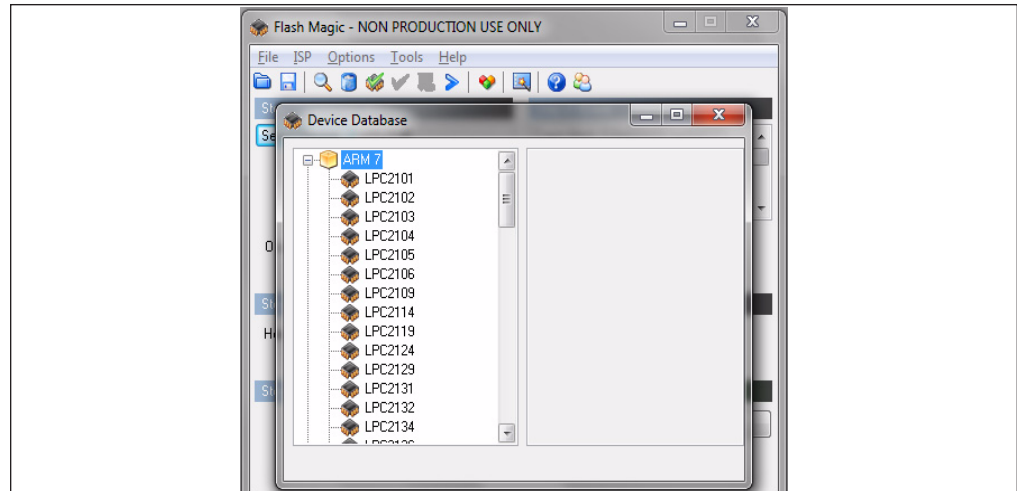 Flash Magic - NON PRODUCTION USE ONLY
File ISP Options Tools Help
Device Database
Se
ARM 7
LPC2101
LPC2102
LPC2103
LPC2104
LPC2105
LPC2106
LPC2109
LPC2114
LPC2119
LPC2124
LPC2129
LPC2131
LPC2132
LPC2134